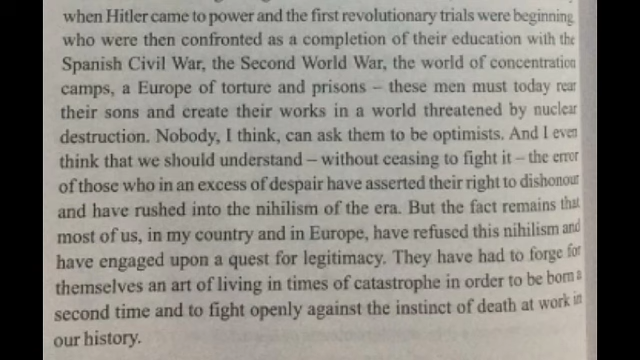 when Hitler came to power and the first revolutionary trials were beginning
who were then confronted as a completion of their education with the
Spanish Civil War, the Second World War, the world of concentration
camps, a Europe of torture and prisons – these men must today rear
their sons and create their works in a world threatened by nuclear
destruction. Nobody, I think, can ask them to be optimists. And I even
think that we should understand – without ceasing to fight it – the error
of those who in an excess of despair have asserted their right to dishonour
and have rushed into the nihilism of the era. But the fact remains that
most of us, in my country and in Europe, have refused this nihilism and
have engaged upon a quest for legitimacy. They have had to forge for
themselves an art of living in times of catastrophe in order to be born a
second time and to fight openly against the instinct of death at work in
our history.